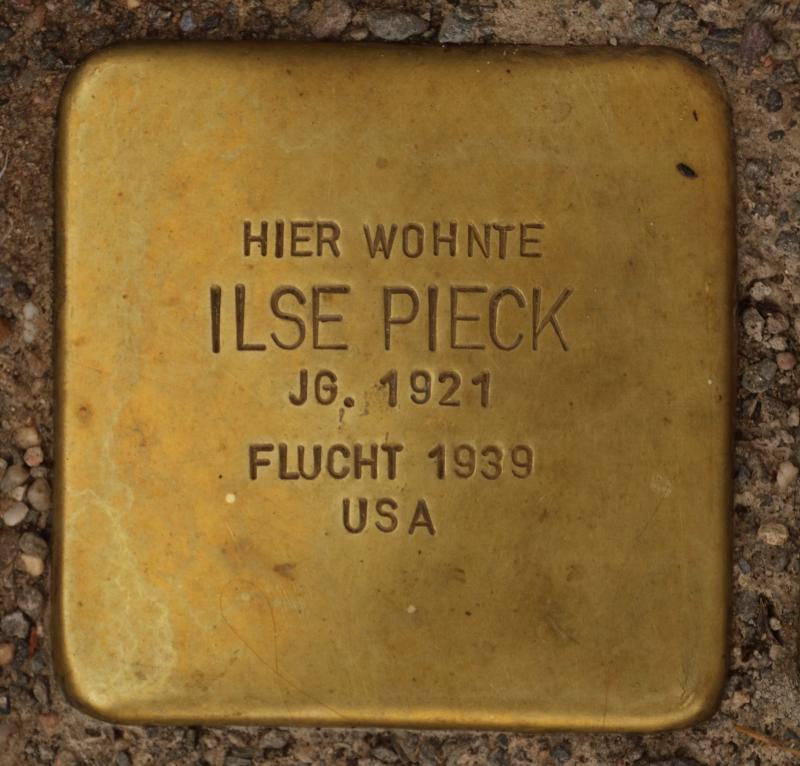 HIER WOHNTE
ILSE PIECK
JG. 1921
FLUCHT 1939
USA